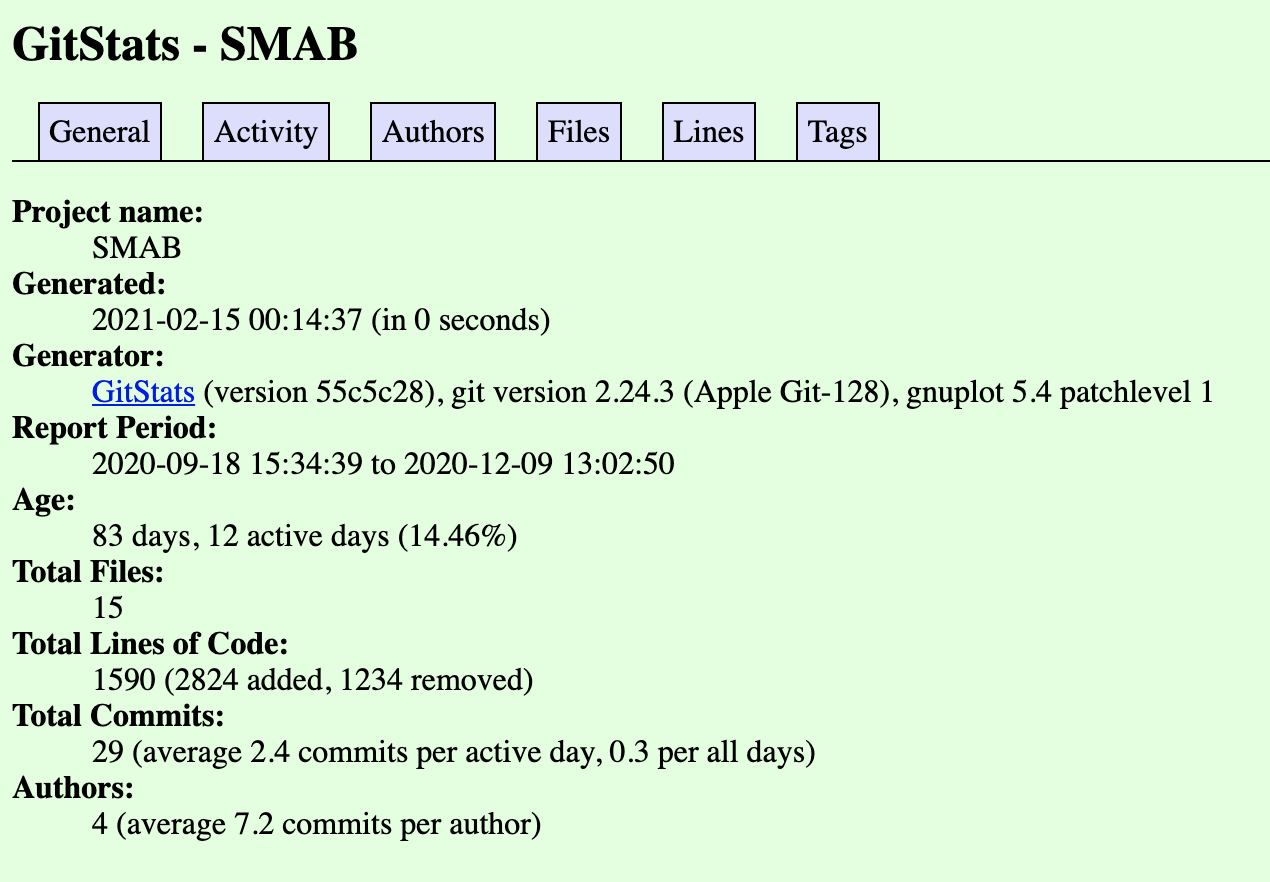 GitStats - SMAB
General Activity Authors Files Lines Tags
Project name:
SMAB
Generated:
2021-02-15 00:14:37 (in 0 seconds)
Generator:
GitStats (version 55c5c28), git version 2.24.3 (Apple Git-128), gnuplot 5.4 patchlevel 1
Report Period:
2020-09-18 15:34:39 to 2020-12-09 13:02:50
Age:
83 days, 12 active days (14.46%)
Total Files:
15
Total Lines of Code:
1590 (2824 added, 1234 removed)
Total Commits:
29 (average 2.4 commits per active day, 0.3 per all days)
Authors:
4 (average 7.2 commits per author)